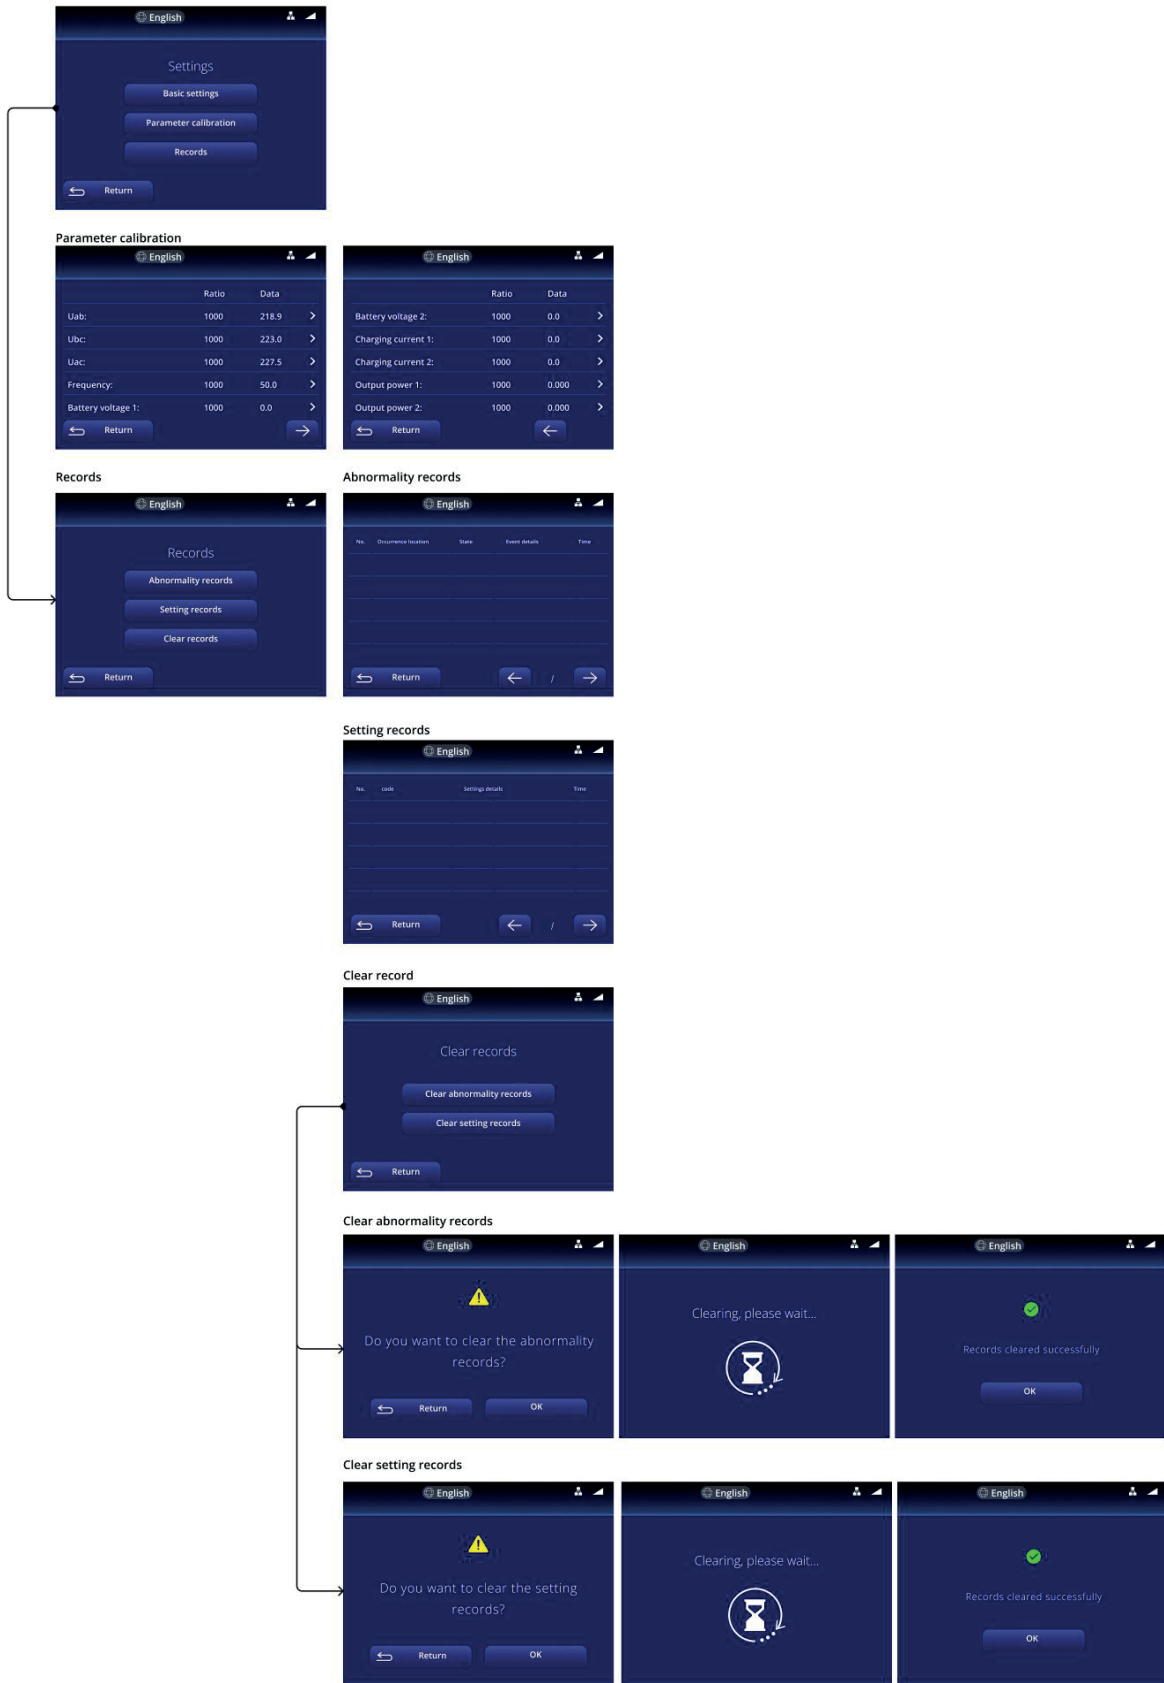 English
Settings
Basic settings
Parameter calibration
Records
Return
Parameter calibration
English
Ratio Data
Uab: 1000 218.9
Ubc: 1000 223.0
Uac: 1000 227.5
Frequency: 1000 50.0
Battery voltage 1: 1000 0.0
Return
English
Ratio Data
Battery voltage 2: 1000 0.0
Charging current 1: 1000 0.0
Charging current 2: 1000 0.0
Output power 1: 1000 0.000
Output power 2: 1000 0.000
Return
Records
English
Records
Abnormality records
Setting records
Clear records
Return
Abnormality records
English
No. Occurrence location State Event details Time
Return /
Setting records
English
No. code Settings details Time
Return /
Clear record
English
Clear records
Clear abnormality records
Clear setting records
Return
Clear abnormality records
English
Do you want to clear the abnormality
records?
Return OK
English
Clearing, please wait...
English
Records cleared successfully
OK
Clear setting records
English
Do you want to clear the setting
records?
Return OK
English
Clearing, please wait...
English
Records cleared successfully
OK